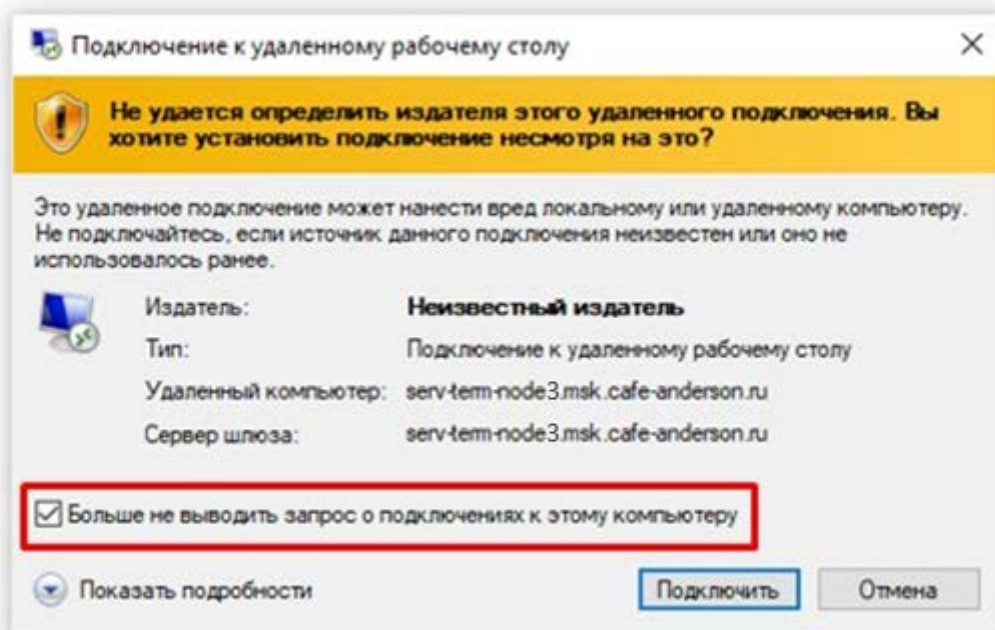 Подключение к удаленному рабочему столу
Не удается определить издателя этого удаленного подключения. Вы
хотите установить подключение несмотря на это?
Это удаленное подключение может нанести вред локальному или удаленному компьютеру.
Не подключайтесь, если источник данного подключения неизвестен или оно не
использовалось ранее.
Издатель: Неизвестный издатель
Тип: Подключение к удаленному рабочему столу
Удаленный компьютер: serv-term-node3.msk.cafe-anderson.ru
Сервер шлюза: serv-term-node3.msk.cafe-anderson.ru
Больше не выводить запрос о подключениях к этому компьютеру
Показать подробности Подключить Отмена